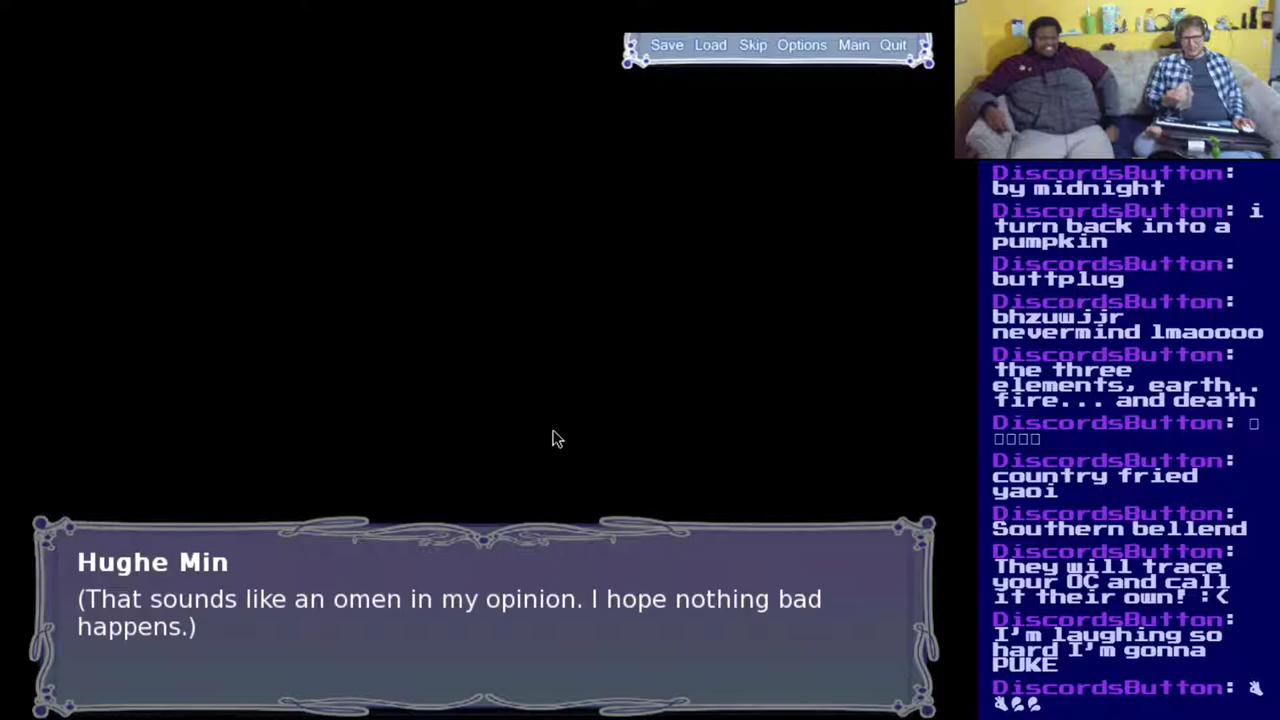 Save Load Skip Options Main Quit
Hughe Min
(That sounds like an omen in my opinion. I hope nothing bad
happens.)
DiscordsButton:
by midnight
DiscordsButton: i
turn back into a
pumpkin
DiscordsButton:
buttplug
DiscordsButton:
bhzuwjjr
nevermind lmaoooo
DiscordsButton:
the three
elements, earth..
fire... and death
DiscordsButton:
DiscordsButton:
country fried
yaoi
DiscordsButton:
Southern bellend
DiscordsButton:
They will trace
your OC and call
it their own! :<
DiscordsButton:
I'm laughing so
hard I'm gonna
PUKE
DiscordsButton: